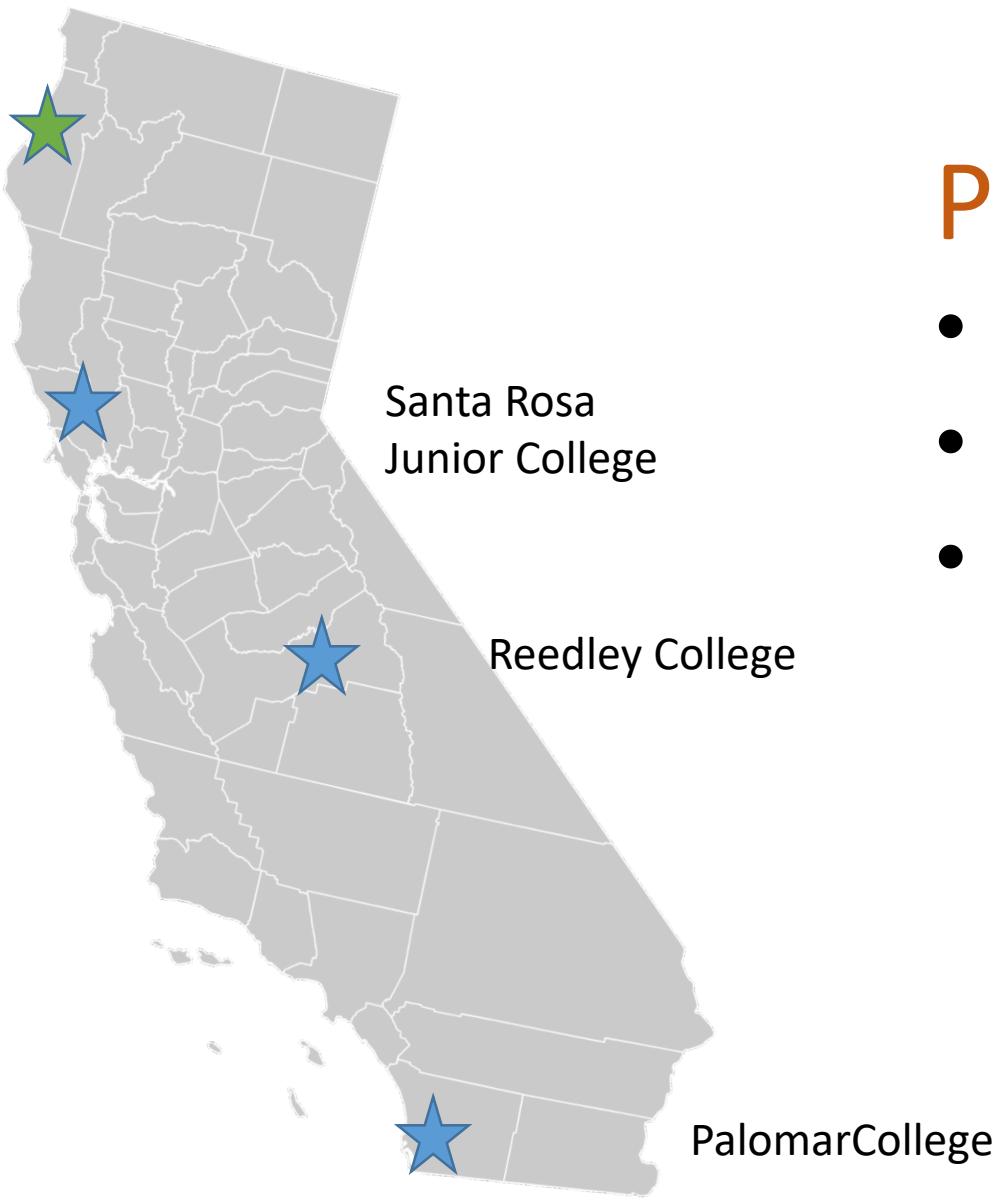 P
•
Santa Rosa
Junior College
•
•
Reedley College
PalomarCollege